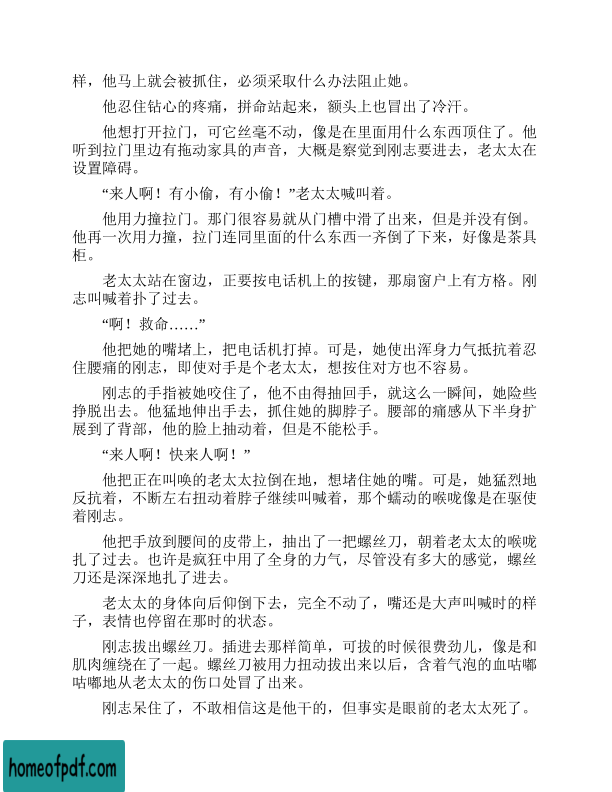 样，他马上就会被抓住，必须采取什么办法阻止她。
他忍住钻心的疼痛，拼命站起来，额头上也冒出了冷汗。
他想打开拉门，可它丝毫不动，像是在里面用什么东西顶住了。他
听到拉门里边有拖动家具的声音，大概是察觉到刚志要进去，老太太在
设置障碍。
“来人啊！有小偷，有小偷！”老太太喊叫着。
他用力撞拉门。那门很容易就从门槽中滑了出来，但是并没有倒。
他再一次用力撞，拉门连同里面的什么东西一齐倒了下来，好像是茶具
柜。
老太太站在窗边，正要按电话机上的按键，那扇窗户上有方格。刚
志叫喊着扑了过去。
“啊！救命……”
他把她的嘴堵上，把电话机打掉。可是，她使出浑身力气抵抗着忍
住腰痛的刚志，即使对手是个老太太，想按住对方也不容易。
刚志的手指被她咬住了，他不由得抽回手，就这么一瞬间，她险些
挣脱出去。他猛地伸出手去，抓住她的脚脖子。腰部的痛感从下半身扩
展到了背部，他的脸上抽动着，但是不能松手。
“来人啊！快来人啊！”
他把正在叫唤的老太太拉倒在地，想堵住她的嘴。可是，她猛烈地
反抗着，不断左右扭动着脖子继续叫喊着，那个蠕动的喉咙像是在驱使
着刚志。
他把手放到腰间的皮带上，抽出了一把螺丝刀，朝着老太太的喉咙
扎了过去。也许是疯狂中用了全身的力气，尽管没有多大的感觉，螺丝
刀还是深深地扎了进去。
老太太的身体向后仰倒下去，完全不动了，嘴还是大声叫喊时的样
子，表情也停留在那时的状态。
刚志拔出螺丝刀。插进去那样简单，可拔的时候很费劲儿，像是和
肌肉缠绕在了一起。螺丝刀被用力扭动拔出来以后，含着气泡的血咕嘟
咕嘟地从老太太的伤口处冒了出来。
刚志呆住了，不敢相信这是他干的，但事实是眼前的老太太死了。
homeofpdf.com